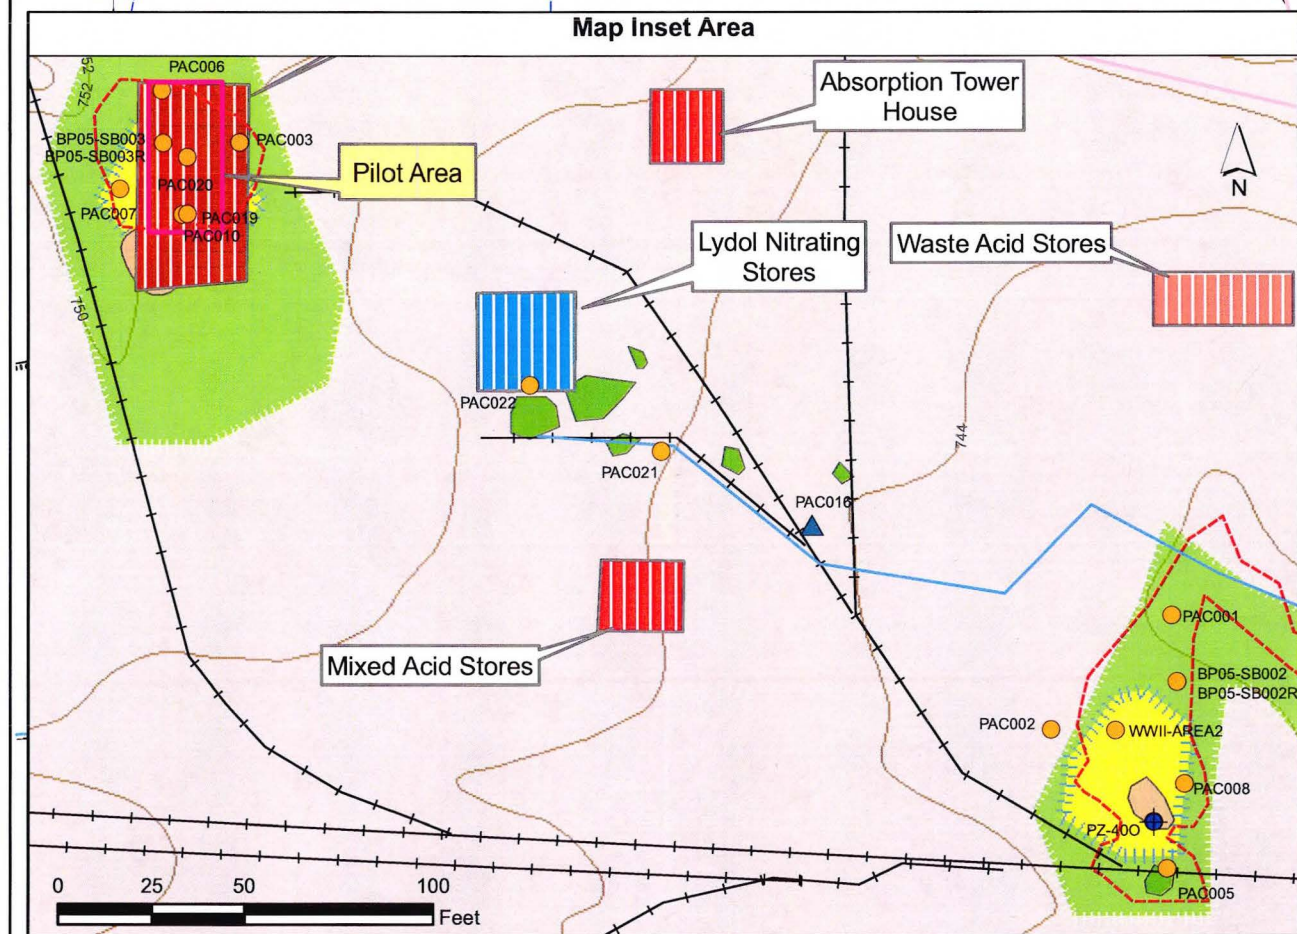 Map Inset Area
PAC006
752
Absorption Tower
House
BP05-SB003
BP05-SB003R
PAC003
Pilot Area
N
PAC020
PAC007
PAC019
PAC010
Lydol Nitrating
Stores
Waste Acid Stores
750
PAC022
744
PAC021
PAC016
PAC001
Mixed Acid Stores
BP05-SB002
BP05-SB002R
PAC002
WWII-AREA2
PAC008
PZ-40O
PAC005
0 25 50 100
Feet